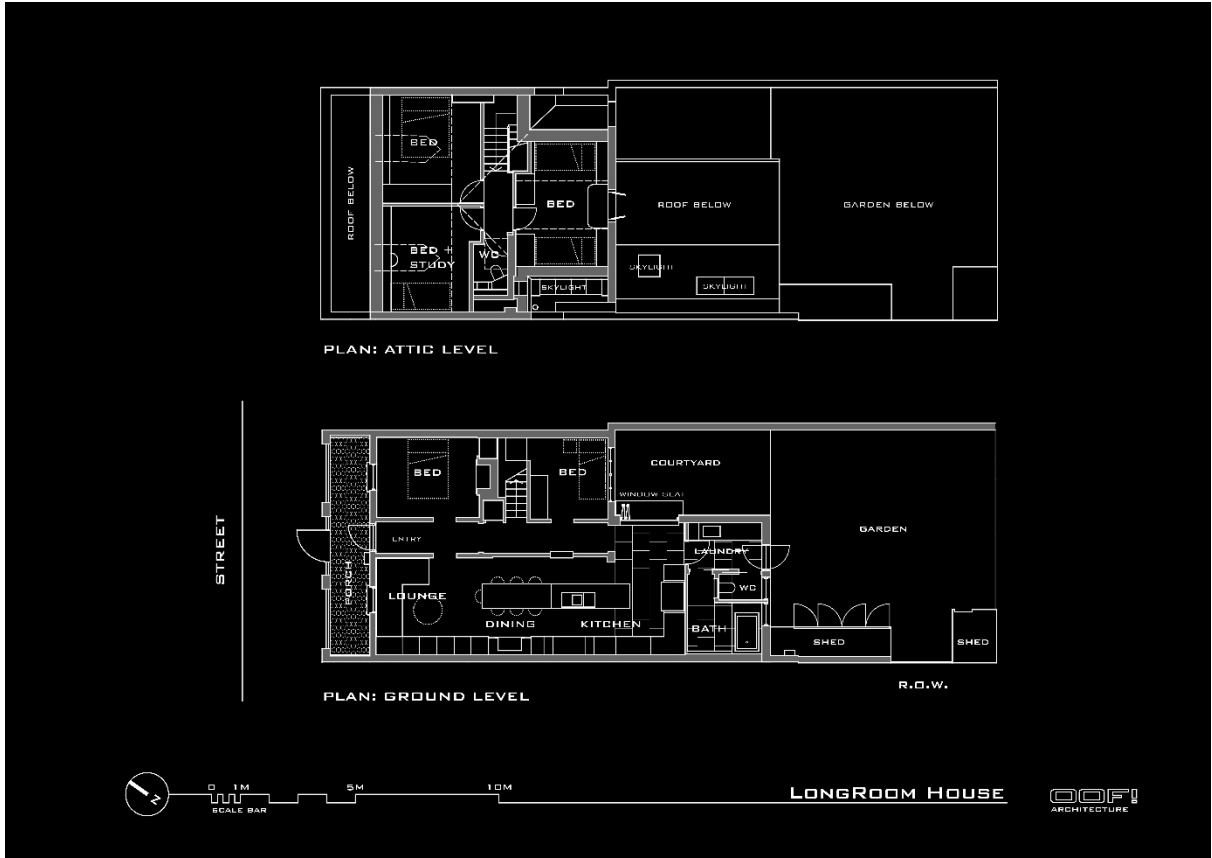 BED
ROOF BELOW
BED
ROOF BELOW
GARDEN BELOW
BED +
STUDY
WC
SKYLIGHT
SKYLIGHT
SKYLIGHT
PLAN: ATTIC LEVEL
STREET
PORCH
BED
BED
COURTYARD
WINDOW SEAT
ENTRY
GARDEN
LAUNDRY
WC
LOUNGE
DINING
KITCHEN
BATH
SHED
SHED
PLAN: GROUND LEVEL
R.O.W.
Z
0 1M 5M 10M
SCALE BAR
LONGROOM HOUSE
OOF!
ARCHITECTURE